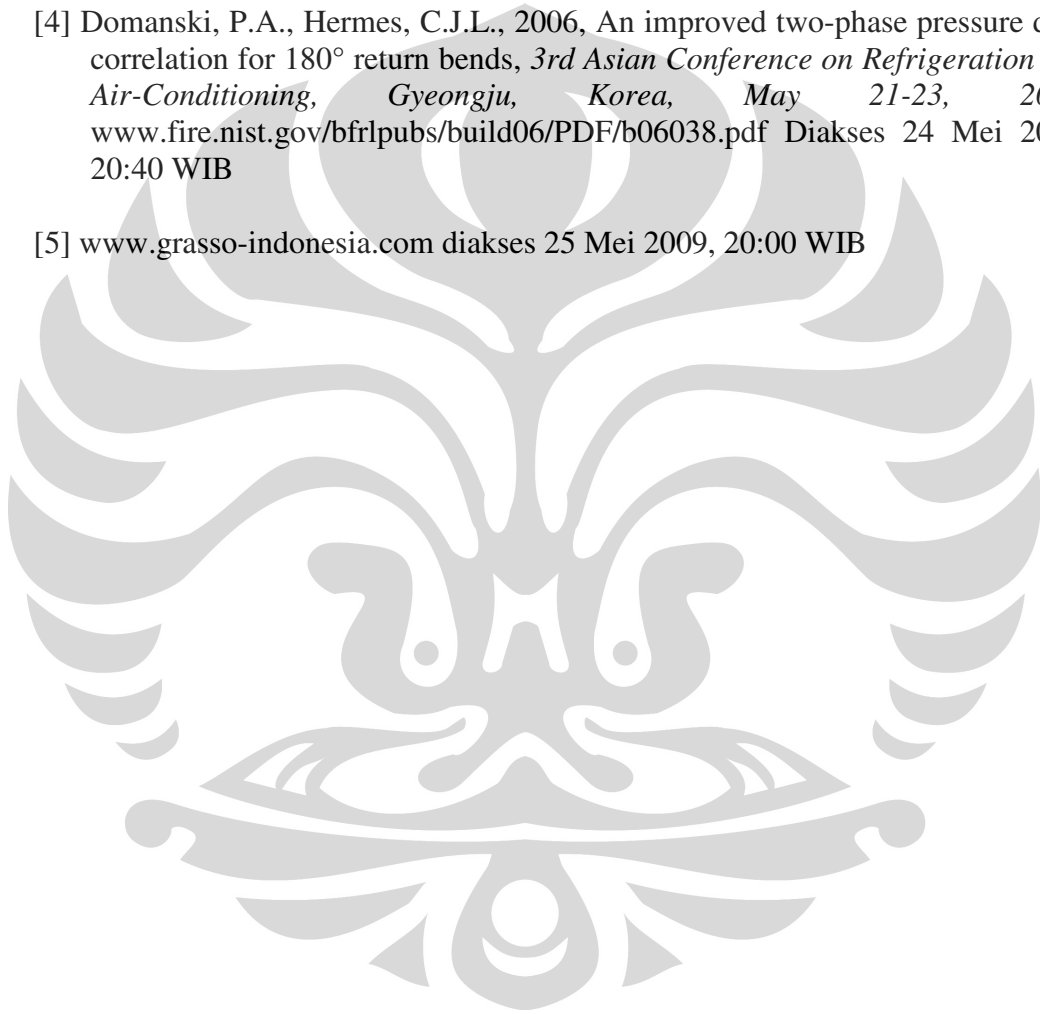 [4] Domanski, P.A., Hermes, C.J.L., 2006, An improved two-phase pressure
correlation for 180° return bends, 3rd Asian Conference on Refrigeration
Air-Conditioning, Gyeongju, Korea, May 21-23,
www.fire.nist.gov/bfrlpubs/build06/PDF/b06038.pdf Diakses 24 Mei
20:40 WIB
[5] www.grasso-indonesia.com diakses 25 Mei 2009, 20:00 WIB